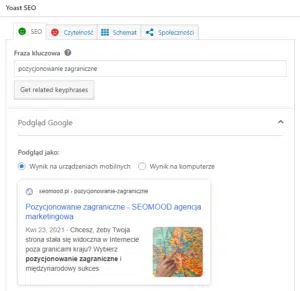 Yoast SEO
SEO
Czytelność
Schemat
Społeczności
Fraza kluczowa
pozycjonowanie zagraniczne
Get related keyphrases
Podgląd Google
Podgląd jako:
Wynik na urządzeniach mobilnych
Wynik na komputerze
seomood.pl › pozycjonowanie-zagraniczne
Pozycjonowanie zagraniczne - SEOMOOD agencja
marketingowa
Kwi 23, 2021 · Chcesz, żeby Twoja
strona stała się widoczna w Internecie
poza granicami kraju? Wybierz
pozycjonowanie zagraniczne i
międzynarodowy sukces.